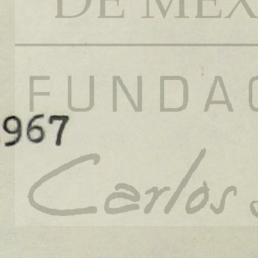 DE MEX
FUNDAC
967
Carlos S